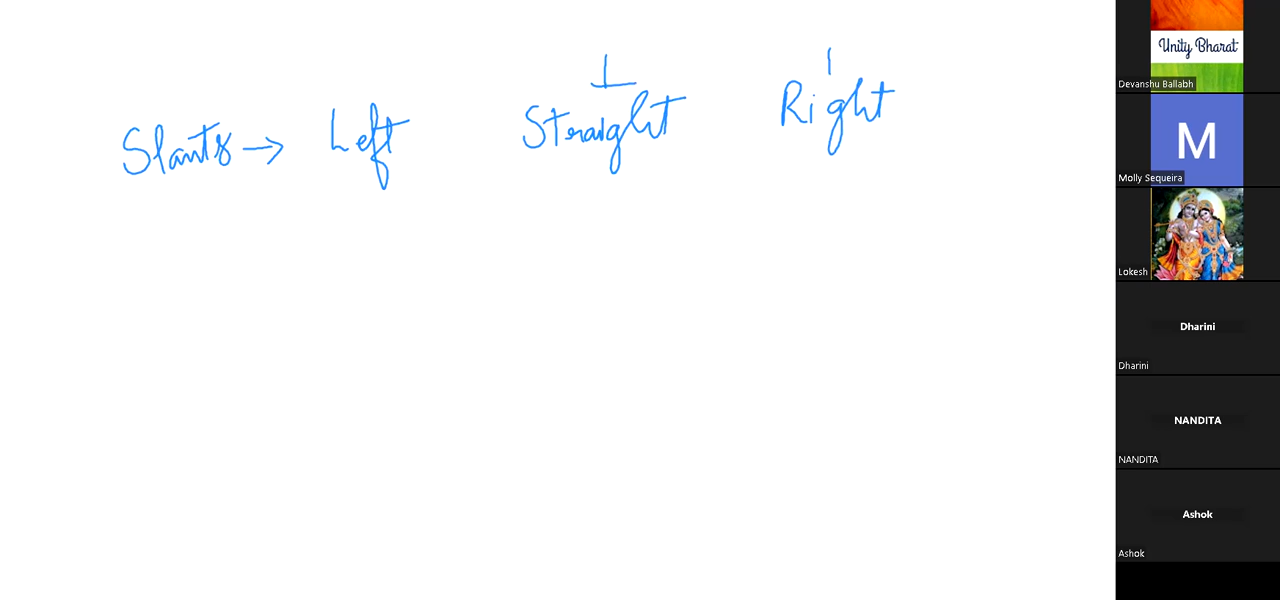 Slants → Left Straight Right
Unity Bharat
Devanshu Ballabh
M
Molly Sequeira
Lokesh
Dharini
Dharini
NANDITA
NANDITA
Ashok
Ashok